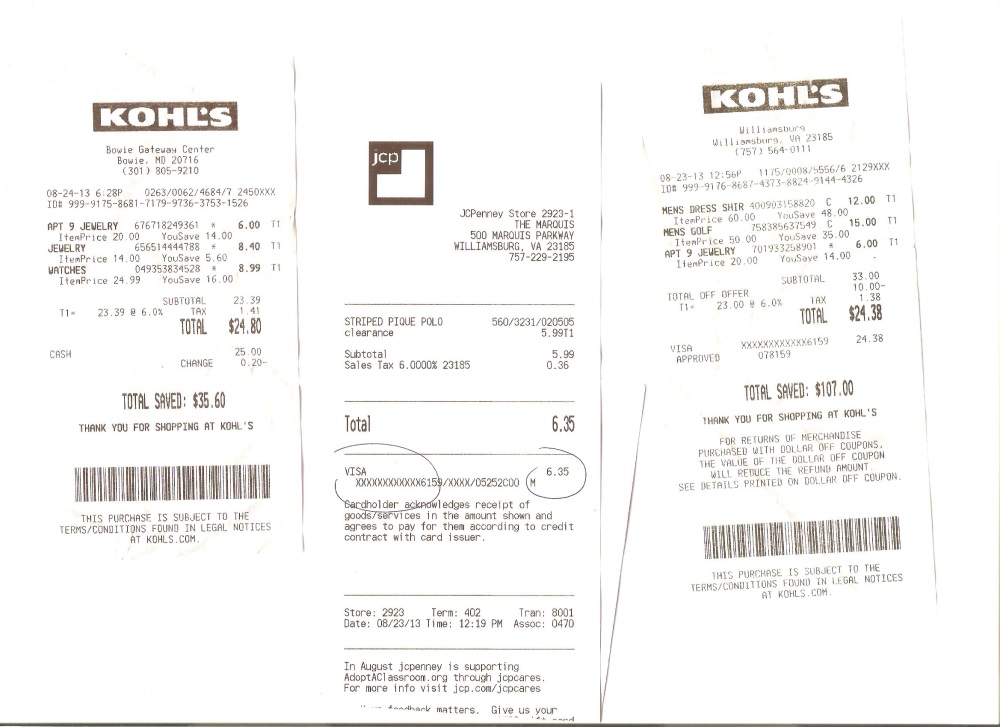 KOHL'S
Bowie Gateway Center
Bowie, MD 20716
(301) 805-9210
08-24-13 6:28P 0263/0062/4684/7 2450XXX
ID# 999-9175-8681-7179-9736-3753-1526
APT 9 JEWELRY 676718249361 * 6.00 T1
ItemPrice 20.00 YouSave 14.00
JEWELRY 656514444788 * 8.40 T1
ItemPrice 14.00 YouSave 5.60
WATCHES 049353834528 * 8.99 T1
ItemPrice 24.99 YouSave 16.00
SUBTOTAL 23.39
T1= 23.39 @ 6.0% TAX 1.41
TOTAL $24.80
CASH 25.00
CHANGE 0.20-
TOTAL SAVED: $35.60
THANK YOU FOR SHOPPING AT KOHL'S
THIS PURCHASE IS SUBJECT TO THE
TERMS/CONDITIONS FOUND IN LEGAL NOTICES
AT KOHLS.COM.
jcp
JCPenney Store 2923-1
THE MARQUIS
500 MARQUIS PARKWAY
WILLIAMSBURG, VA 23185
757-229-2195
STRIPED PIQUE POLO 560/3231/020505
clearance 5.99T1
Subtotal 5.99
Sales Tax 6.0000% 23185 0.36
Total 6.35
VISA 6.35
XXXXXXXXXXXX6159/XXXX/05252C00 M
Cardholder acknowledges receipt of
goods/services in the amount shown and
agrees to pay for them according to credit
contract with card issuer.
Store: 2923 Term: 402 Tran: 8001
Date: 08/23/13 Time: 12:19 PM Assoc: 0470
In August jcpenney is supporting
AdoptAClassroom.org through jcpcares.
For more info visit jcp.com/jcpcares
feedback matters. Give us your
KOHL'S
Williamsburg
Williamsburg, VA 23185
(757) 564-0111
08-23-13 12:56P 1175/0008/5556/6 2129XXX
ID# 999-9176-8687-4373-8824-9144-4326
MENS DRESS SHIR 400903158820 C 12.00 T1
ItemPrice 60.00 YouSave 48.00
MENS GOLF 758385637549 C 15.00 T1
ItemPrice 50.00 YouSave 35.00
APT 9 JEWELRY 701933258901 * 6.00 T1
ItemPrice 20.00 YouSave 14.00
SUBTOTAL 33.00
TOTAL OFF OFFER 10.00-
T1= 23.00 @ 6.0% TAX 1.38
TOTAL $24.38
VISA XXXXXXXXXXXX6159 24.38
APPROVED 078159
TOTAL SAVED: $107.00
THANK YOU FOR SHOPPING AT KOHL'S
FOR RETURNS OF MERCHANDISE
PURCHASED WITH DOLLAR OFF COUPONS,
THE VALUE OF THE DOLLAR OFF COUPON
WILL REDUCE THE REFUND AMOUNT.
SEE DETAILS PRINTED ON DOLLAR OFF COUPON.
THIS PURCHASE IS SUBJECT TO THE
TERMS/CONDITIONS FOUND IN LEGAL NOTICES
AT KOHLS.COM.